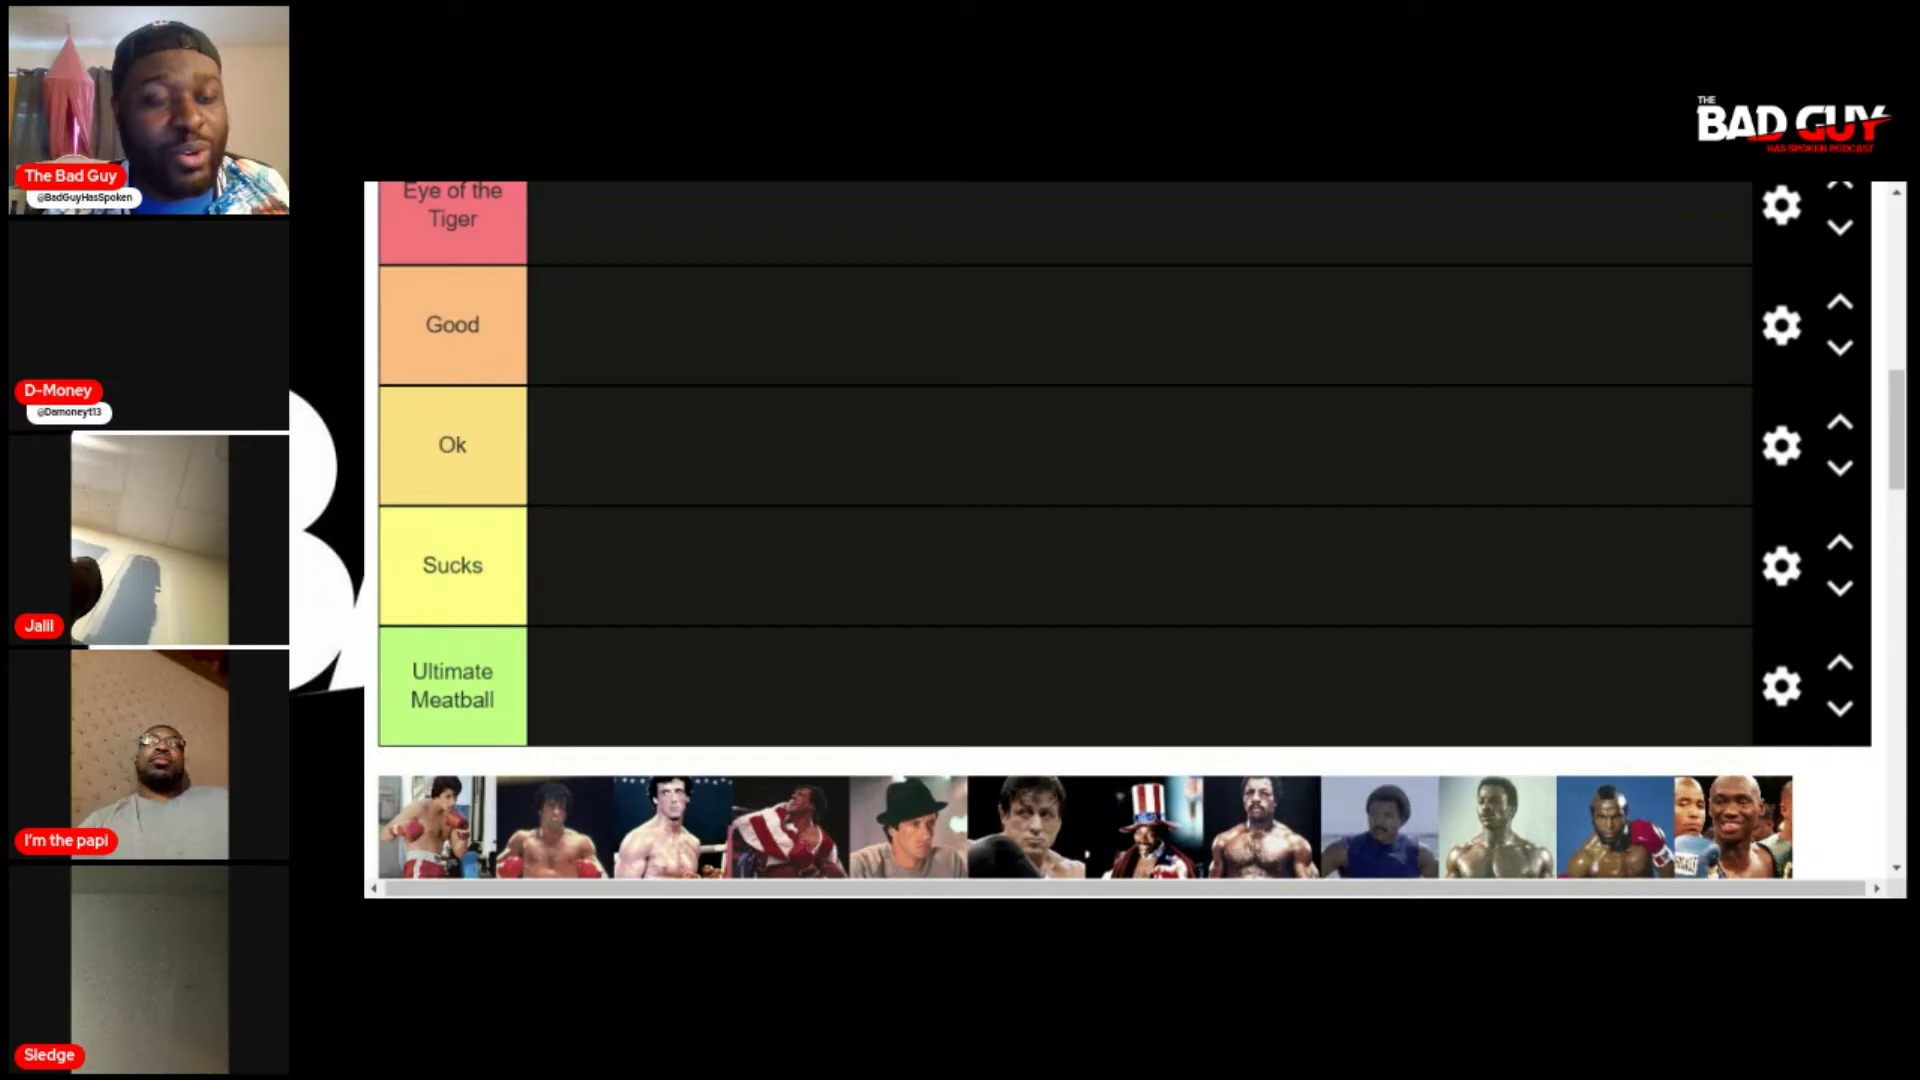 The Bad Guy
@BadGuyHasSpoken
D-Money
@Damoneyt13
Jalil
I'm the papi
Sledge
THE
BAD GUY
HAS SPOKEN PODCAST
Eye of the
Tiger
Good
Ok
Sucks
Ultimate
Meatball